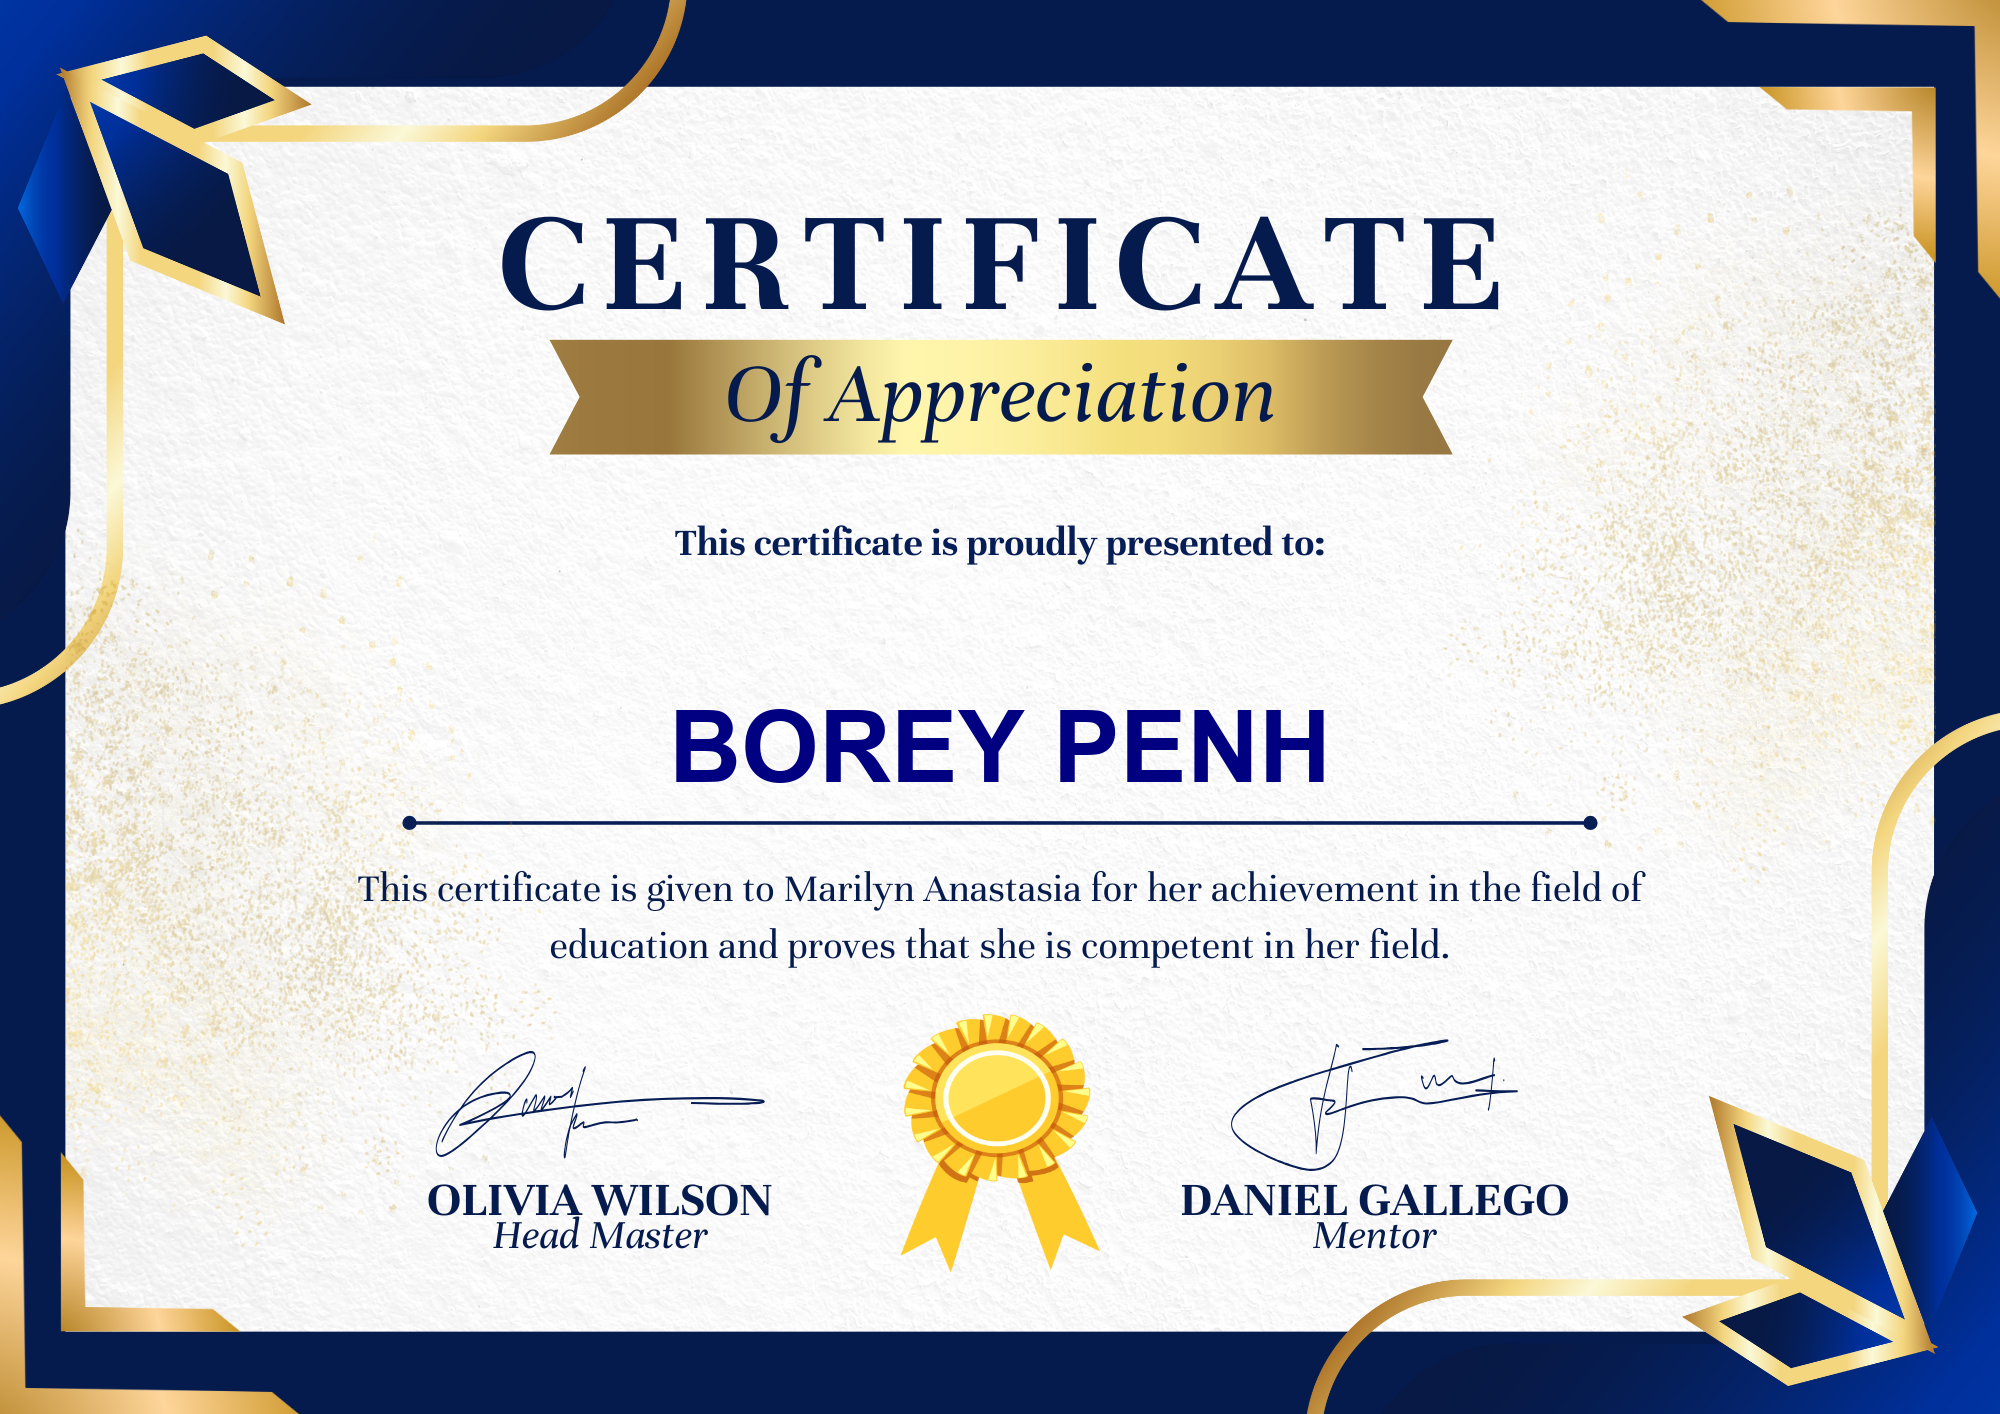 CERTIFICATE
Of Appreciation
This certificate is proudly presented to:
BOREY PENH
This certificate is given to Marilyn Anastasia for her achievement in the field of
education and proves that she is competent in her field.
OLIVIA WILSON
Head Master
DANIEL GALLEGO
Mentor